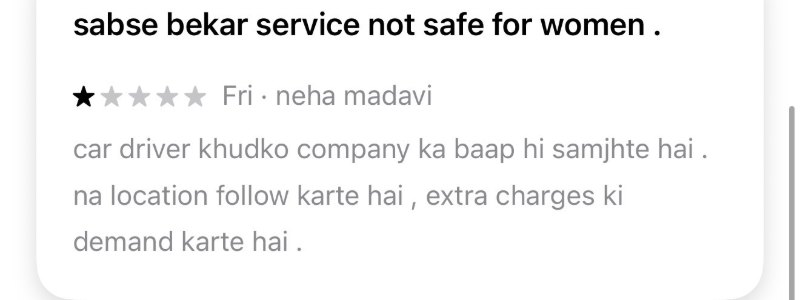 sabse bekar service not safe for women .
★☆☆☆☆ Fri · neha madavi
car driver khudko company ka baap hi samjhte hai .
na location follow karte hai , extra charges ki
demand karte hai .